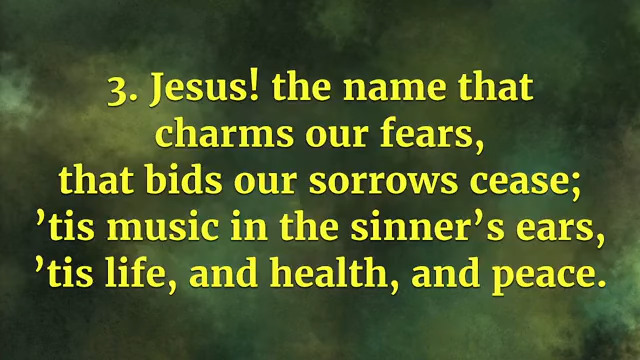 3. Jesus! the name that
charms our fears,
that bids our sorrows cease;
’tis music in the sinner’s ears,
’tis life, and health, and peace.